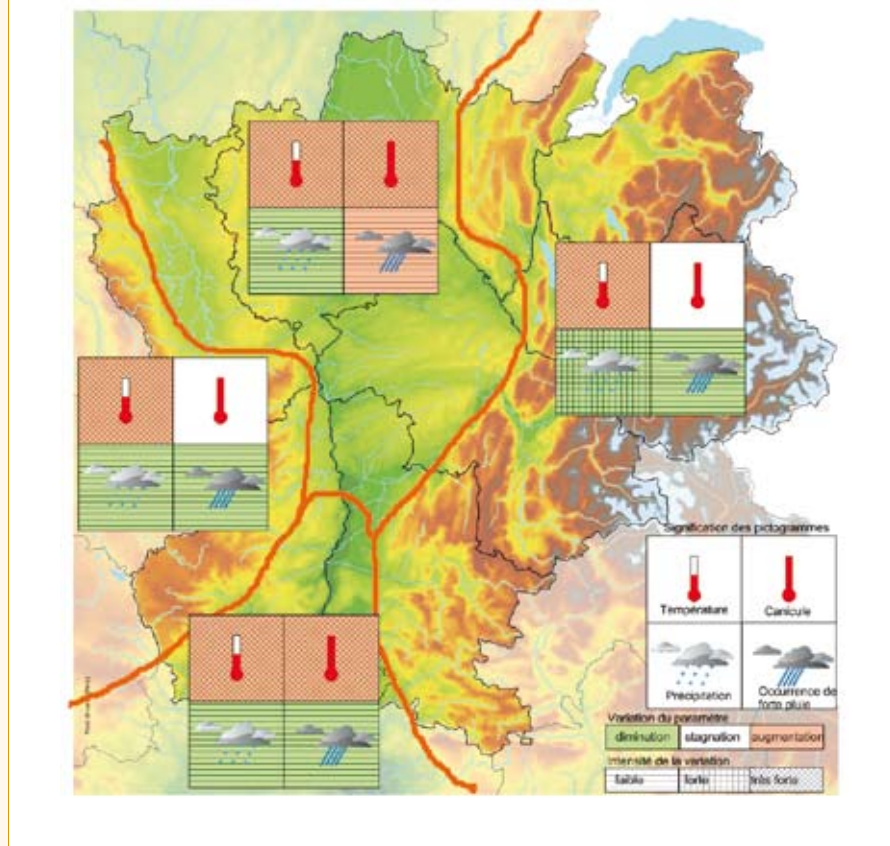 Signification des pictogrammes
Température
Canicule
Précipitation
Occurrence de
forte pluie
Variation du paramètre
diminution
stagnation
augmentation
Intensité de la variation
faible
forte
très forte